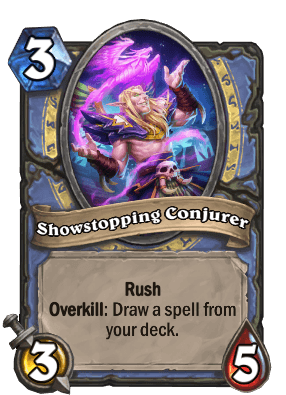 3
Showstopping Conjurer
Rush
Overkill: Draw a spell from
your deck.
3
5